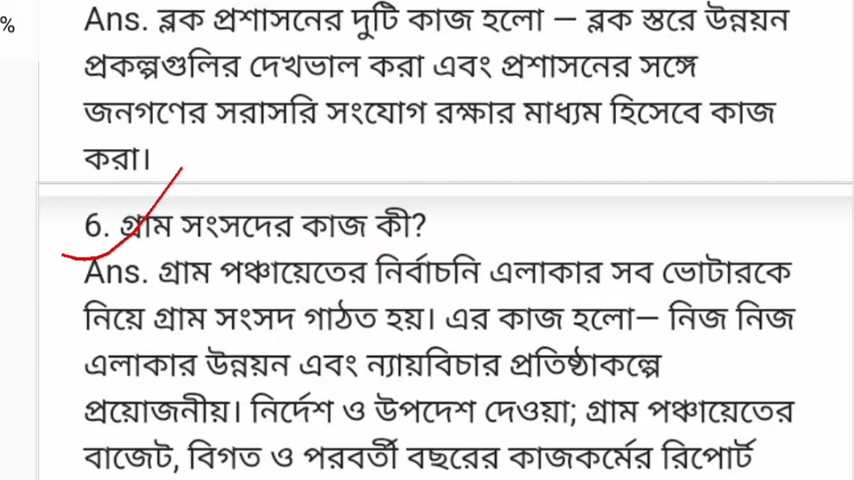 %
Ans. ব্লক প্রশাসনের দুটি কাজ হলো – ব্লক স্তরে উন্নয়ন
প্রকল্পগুলির দেখভাল করা এবং প্রশাসনের সঙ্গে
জনগণের সরাসরি সংযোগ রক্ষার মাধ্যম হিসেবে কাজ
করা।
6. গ্রাম সংসদের কাজ কী?
Ans. গ্রাম পঞ্চায়েতের নির্বাচনি এলাকার সব ভোটারকে
নিয়ে গ্রাম সংসদ গাঠত হয়। এর কাজ হলো– নিজ নিজ
এলাকার উন্নয়ন এবং ন্যায়বিচার প্রতিষ্ঠাকল্পে
প্রয়োজনীয়। নির্দেশ ও উপদেশ দেওয়া; গ্রাম পঞ্চায়েতের
বাজেট, বিগত ও পরবর্তী বছরের কাজকর্মের রিপোর্ট